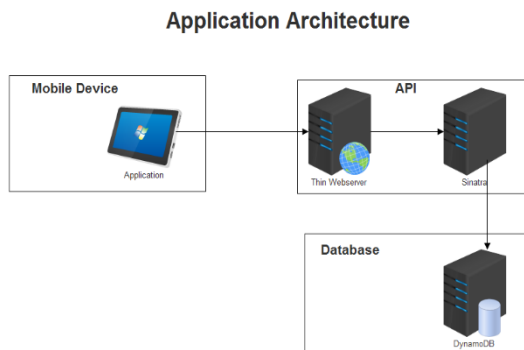 Application Architecture
Mobile Device
API
Application
Thin Webserver
Sinatra
Database
DynamoDB